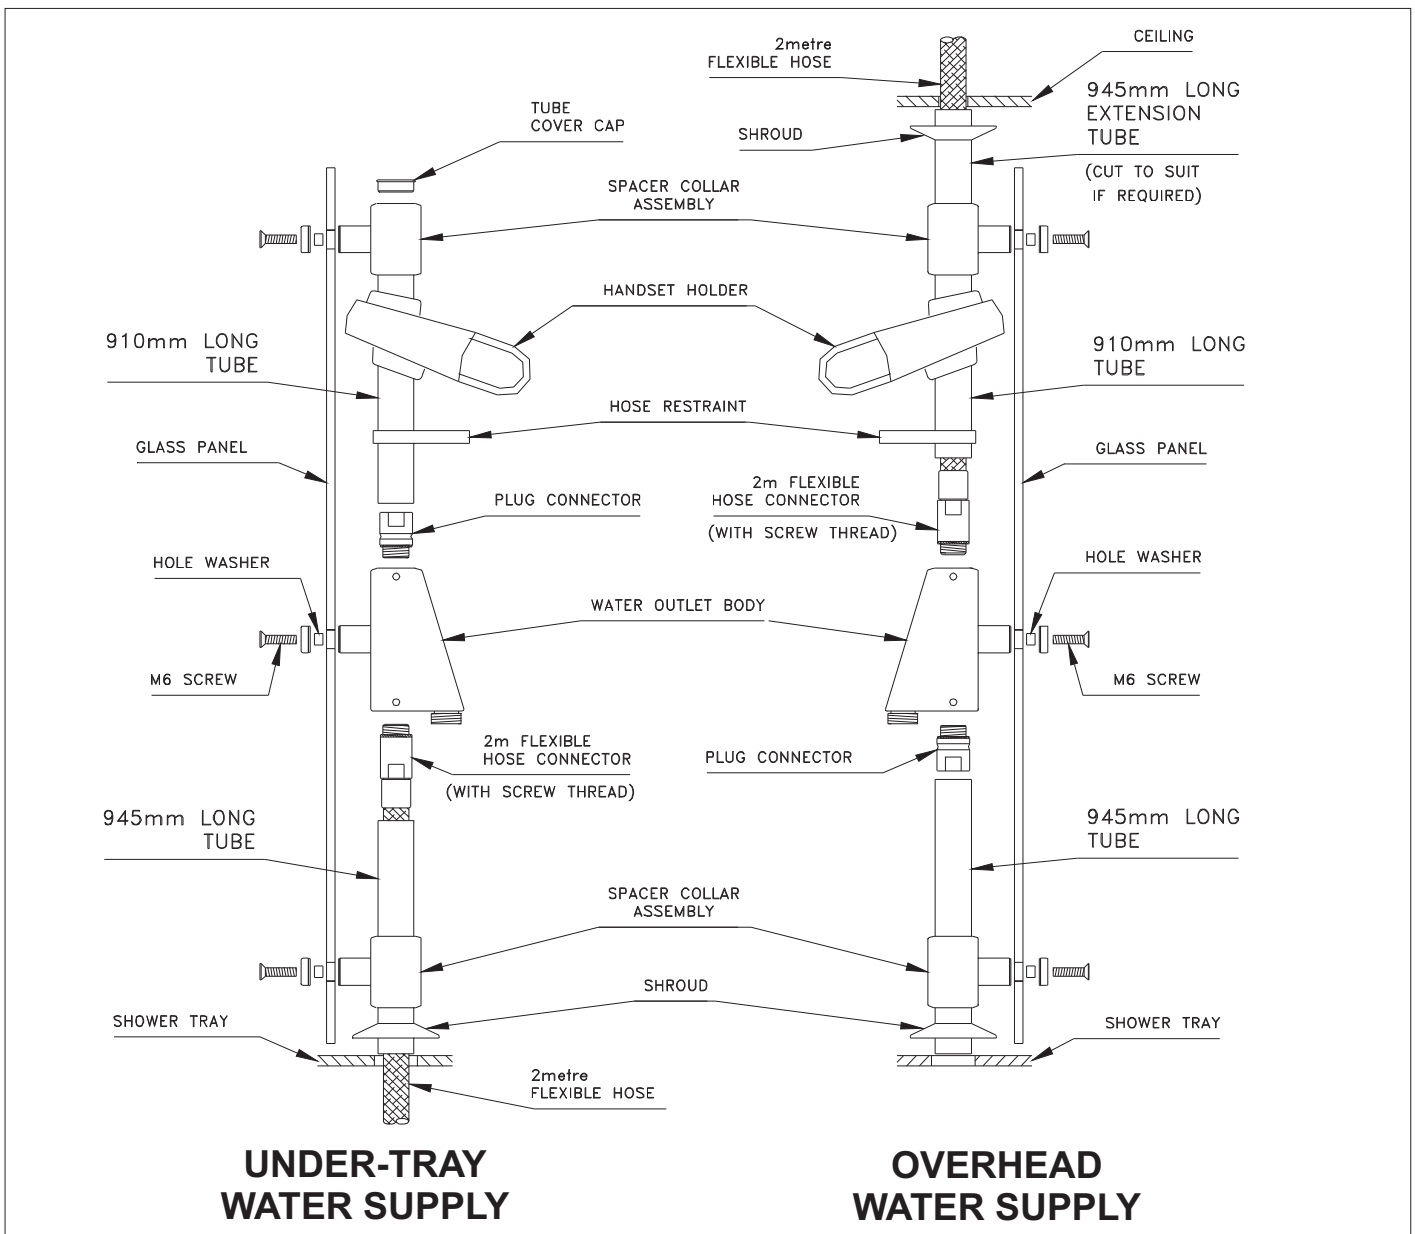 2metre
FLEXIBLE HOSE
CEILING
945mm LONG
EXTENSION
TUBE
(CUT TO SUIT
IF REQUIRED)
TUBE
COVER CAP
SHROUD
SPACER COLLAR
ASSEMBLY
HANDSET HOLDER
910mm LONG
TUBE
910mm LONG
TUBE
HOSE RESTRAINT
GLASS PANEL
GLASS PANEL
PLUG CONNECTOR
2m FLEXIBLE
HOSE CONNECTOR
(WITH SCREW THREAD)
HOLE WASHER
HOLE WASHER
WATER OUTLET BODY
M6 SCREW
M6 SCREW
2m FLEXIBLE
HOSE CONNECTOR
(WITH SCREW THREAD)
PLUG CONNECTOR
945mm LONG
TUBE
945mm LONG
TUBE
SPACER COLLAR
ASSEMBLY
SHROUD
SHOWER TRAY
SHOWER TRAY
2metre
FLEXIBLE HOSE
UNDER-TRAY
WATER SUPPLY
OVERHEAD
WATER SUPPLY